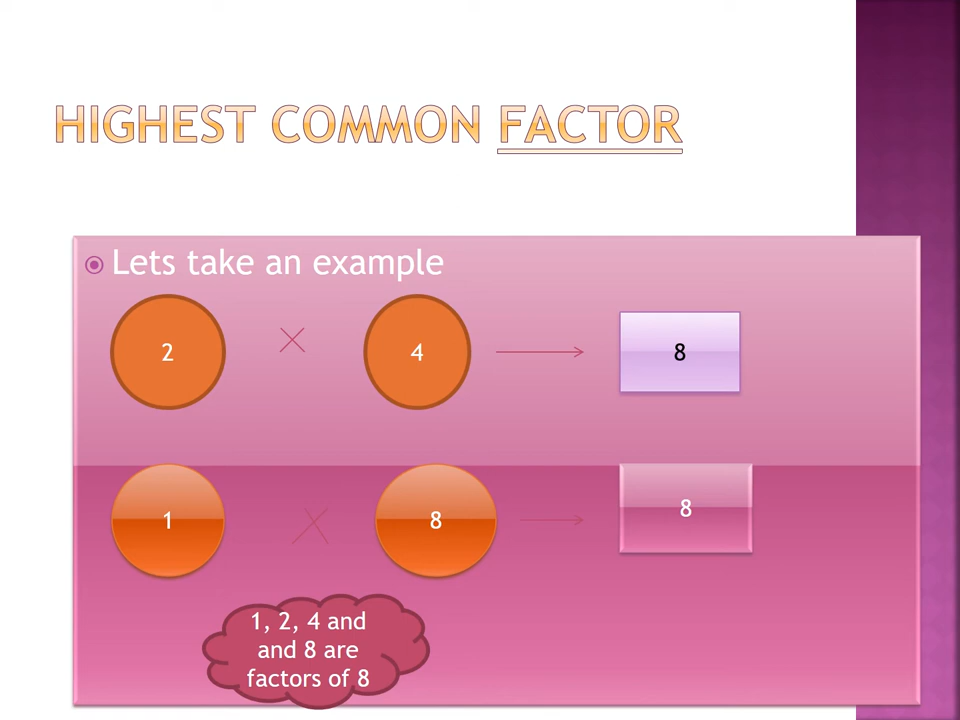 HIGHEST COMMON FACTOR
Lets take an example
2 × 4 → 8
1 × 8 → 8
1, 2, 4 and
and 8 are
factors of 8